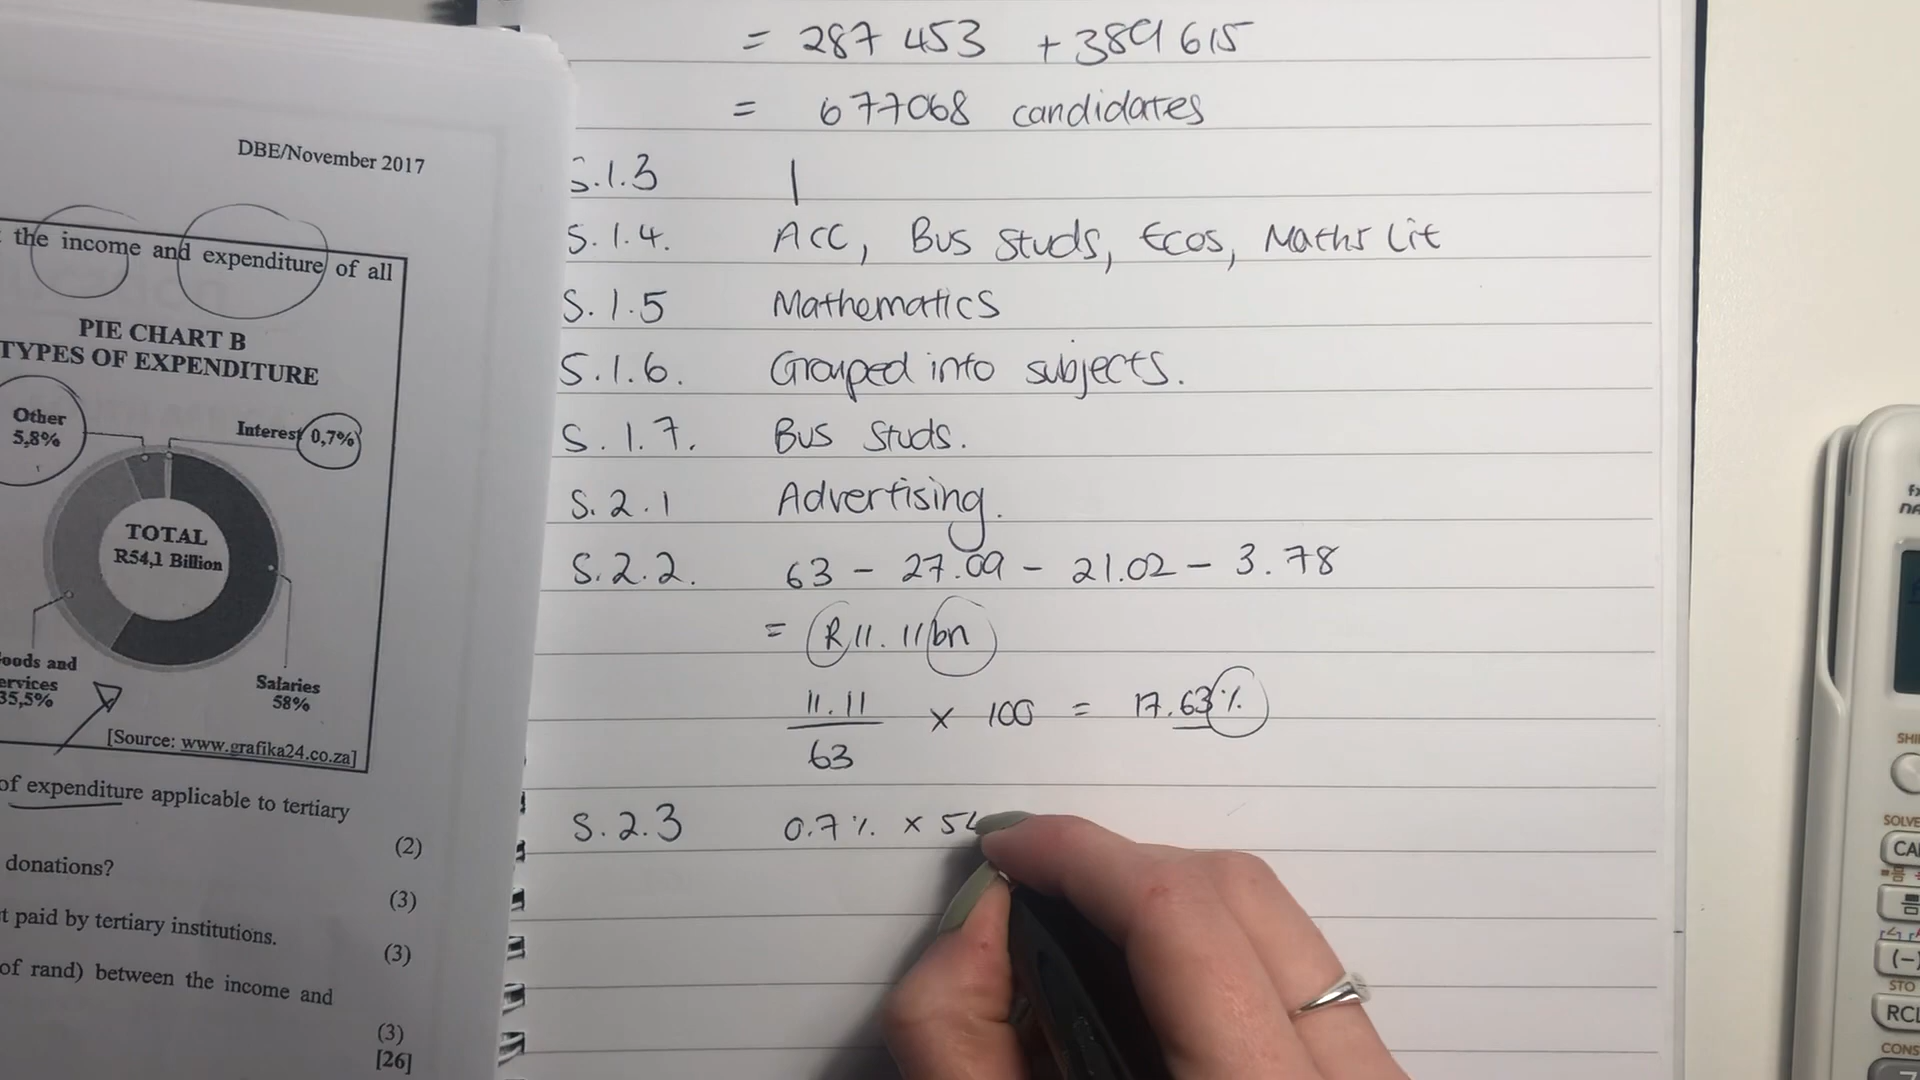 DBE/November 2017
the income and expenditure of all
PIE CHART B
TYPES OF EXPENDITURE
Other
5,8%
Interest 0,7%
TOTAL
R54,1 Billion
Salaries
58%
35,5%
[Source: www.grafika24.co.za]
of expenditure applicable to tertiary
(2)
donations?
(3)
paid by tertiary institutions.
(3)
of rand) between the income and
(3)
[26]
= 287 453 + 389 615
= 677068 candidates
5.1.3 1
5.1.4. Acc, Bus Studs, Ecos, Maths Lit
5.1.5 Mathematics
5.1.6. Grouped into subjects.
5.1.7. Bus Studs.
5.2.1 Advertising.
5.2.2. 63 - 27.09 - 21.02 - 3.78
= R11.11bn
11.11
63
× 100 = 17.63%
5.2.3 0.7% × 54
RCL
(-)
STO